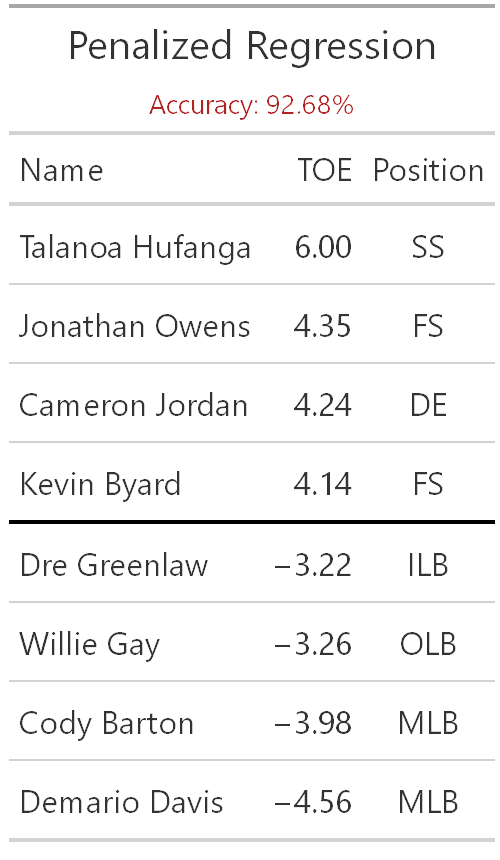 Penalized Regression
Accuracy: 92.68%
Name TOE Position
Talanoa Hufanga 6.00 SS
Jonathan Owens 4.35 FS
Cameron Jordan 4.24 DE
Kevin Byard 4.14 FS
Dre Greenlaw −3.22 ILB
Willie Gay −3.26 OLB
Cody Barton −3.98 MLB
Demario Davis −4.56 MLB